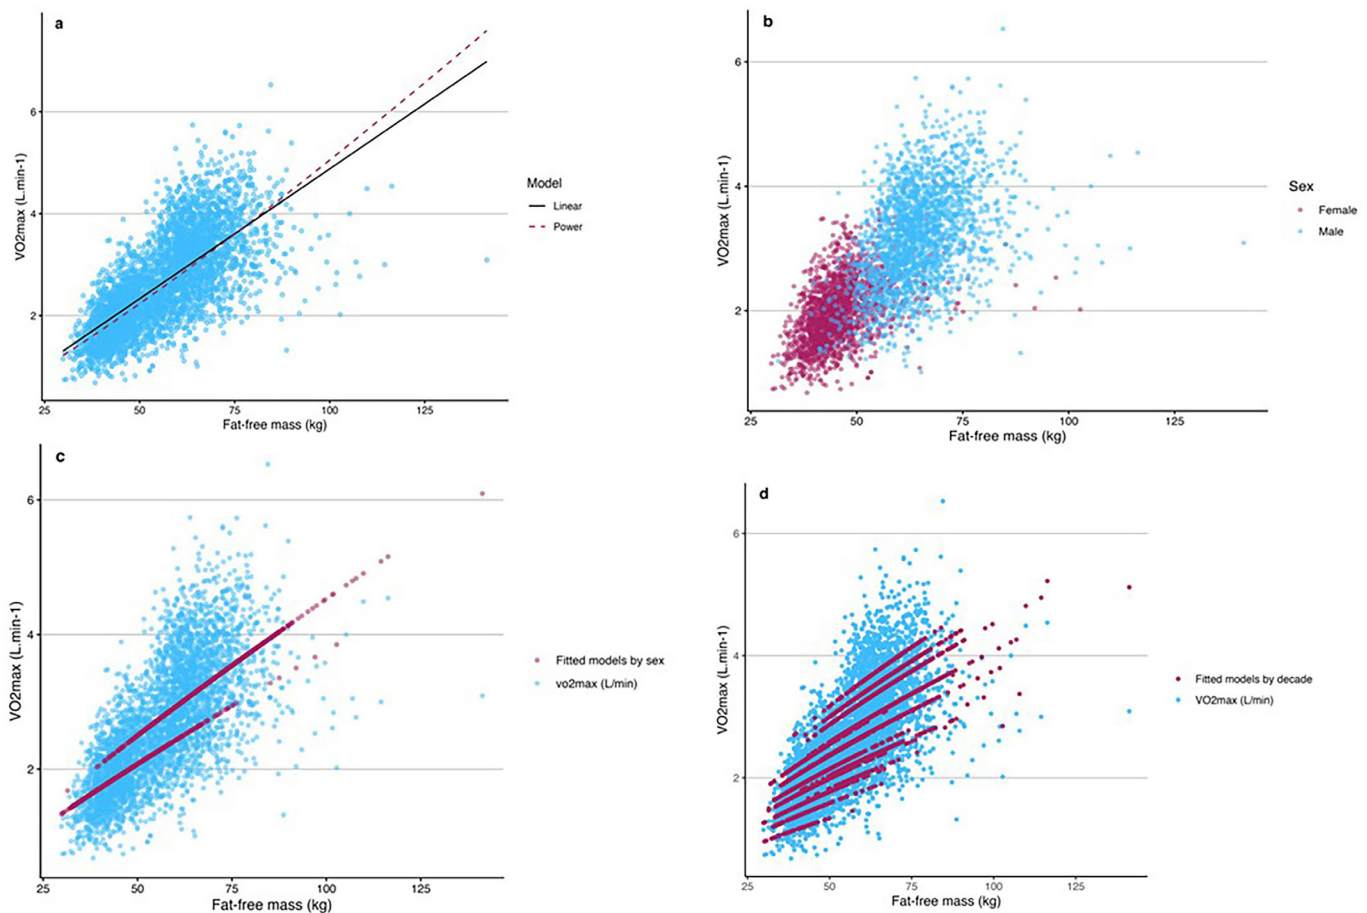 a
6
4
2
VO2max (L.min-1)
25 50 75 100 125
Fat-free mass (kg)
Model
Linear
Power
b
6
4
2
VO2max (L.min-1)
25 50 75 100 125
Fat-free mass (kg)
Sex
Female
Male
c
6
4
2
VO2max (L.min-1)
25 50 75 100 125
Fat-free mass (kg)
Fitted models by sex
vo2max (L/min)
d
6
4
2
VO2max (L.min-1)
25 50 75 100 125
Fat-free mass (kg)
Fitted models by decade
VO2max (L/min)